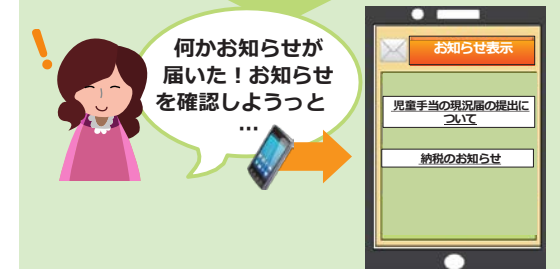 何かお知らせが
届いた！お知らせ
を確認しようっと
…
お知らせ表示
児童手当の現況届の提出に
ついて
納税のお知らせ